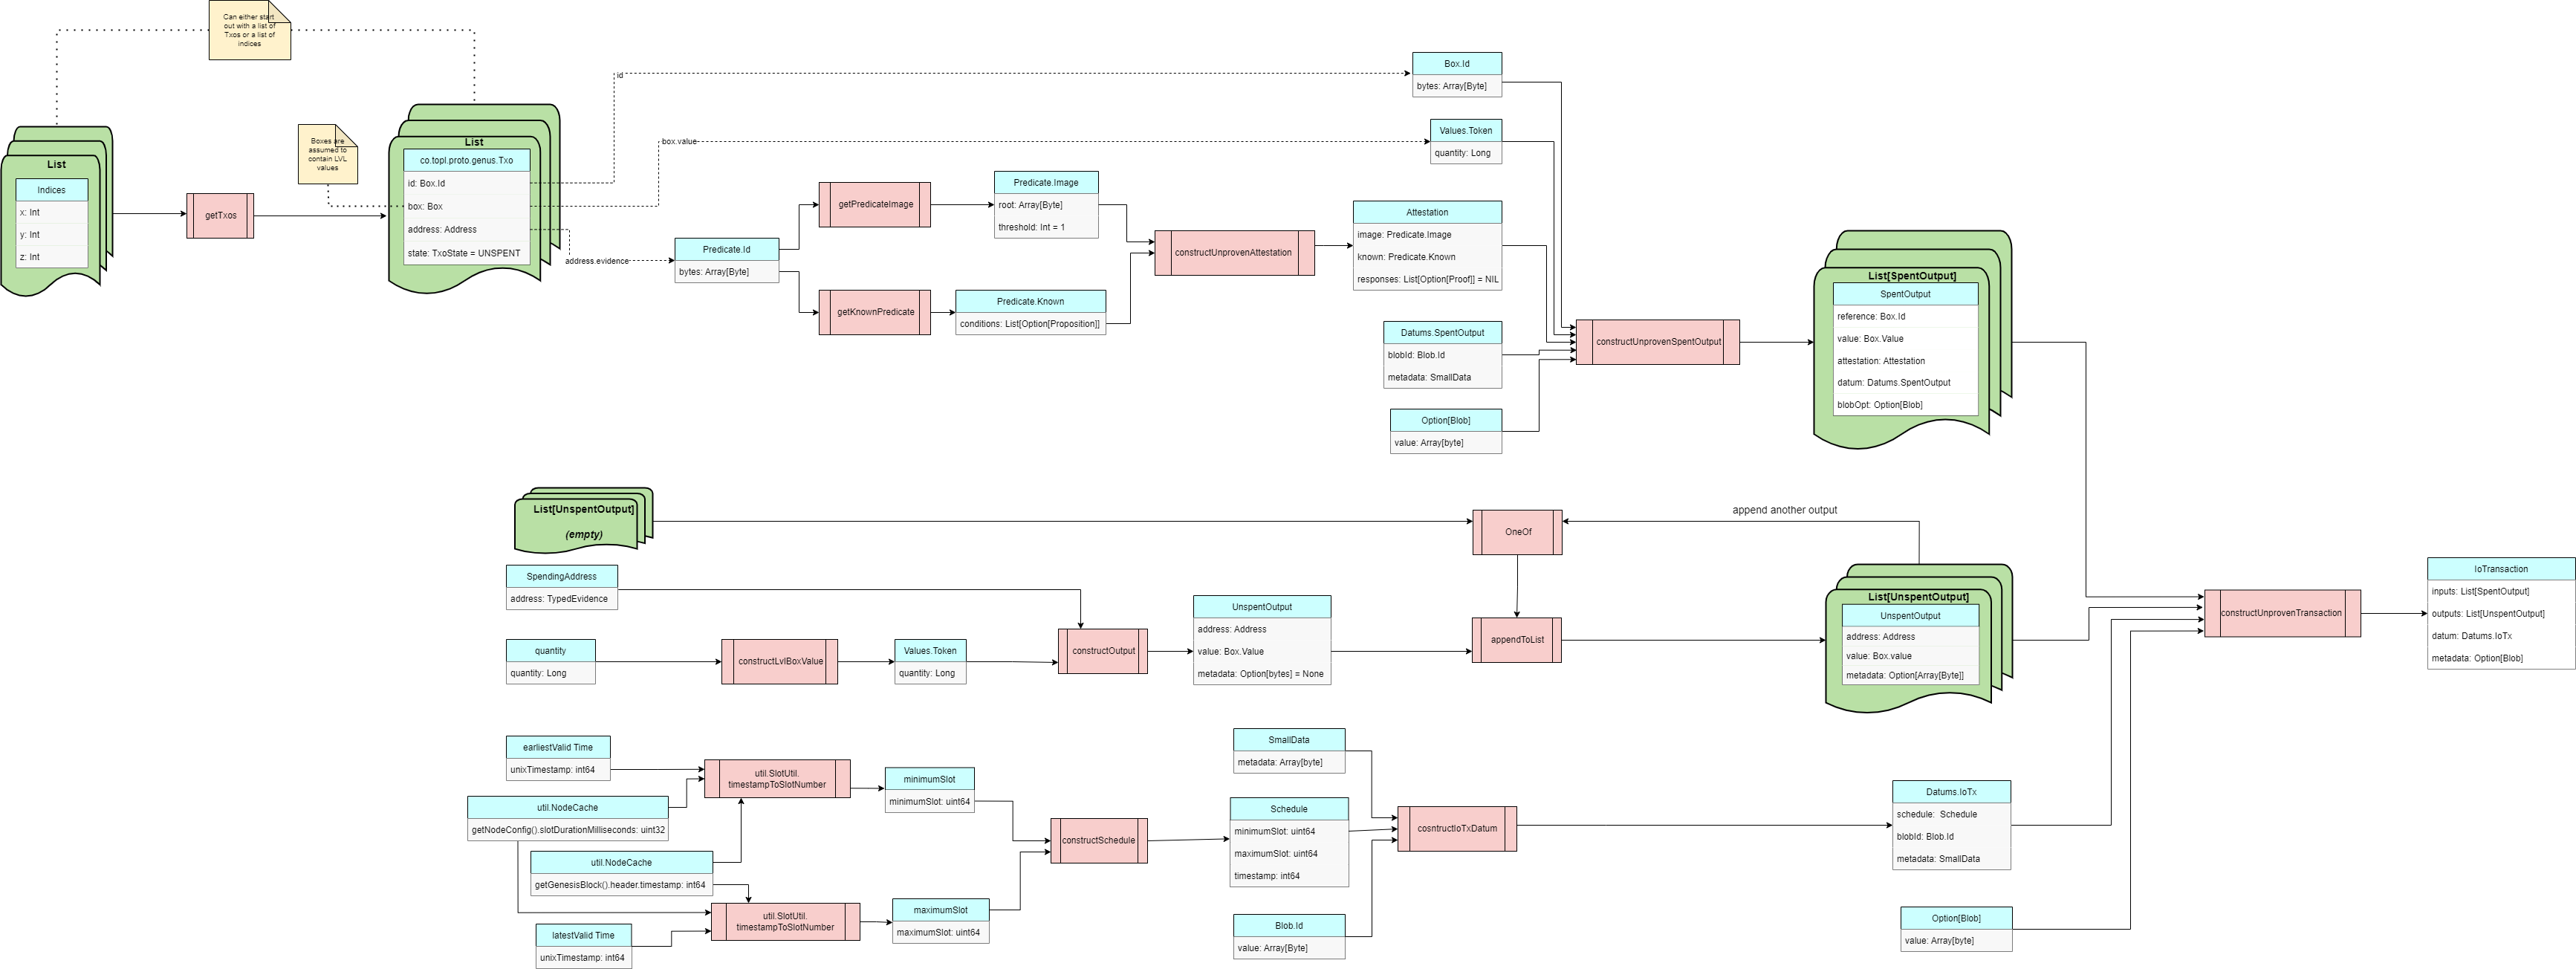 Can either start
out with a list of
Txos or a list of
indices
List
Indices
x: Int
y: Int
z: Int
getTxos
Boxes are
assumed to
contain LVL
values
List
co.topl.proto.genus.Txo
id: Box.Id
box: Box
address: Address
state: TxoState = UNSPENT
id
box.value
address.evidence
Predicate.Id
bytes: Array[Byte]
getPredicateImage
getKnownPredicate
Predicate.Image
root: Array[Byte]
threshold: Int = 1
Predicate.Known
conditions: List[Option[Proposition]]
constructUnprovenAttestation
Box.Id
bytes: Array[Byte]
Values.Token
quantity: Long
Attestation
image: Predicate.Image
known: Predicate.Known
responses: List[Option[Proof]] = NIL
Datums.SpentOutput
blobId: Blob.Id
metadata: SmallData
Option[Blob]
value: Array[byte]
constructUnprovenSpentOutput
List[SpentOutput]
SpentOutput
reference: Box.Id
value: Box.Value
attestation: Attestation
datum: Datums.SpentOutput
blobOpt: Option[Blob]
List[UnspentOutput]
(empty)
OneOf
append another output
SpendingAddress
address: TypedEvidence
quantity
quantity: Long
constructLvlBoxValue
Values.Token
quantity: Long
constructOutput
UnspentOutput
address: Address
value: Box.Value
metadata: Option[bytes] = None
appendToList
List[UnspentOutput]
UnspentOutput
address: Address
value: Box.value
metadata: Option[Array[Byte]]
constructUnprovenTransaction
IoTransaction
inputs: List[SpentOutput]
outputs: List[UnspentOutput]
datum: Datums.IoTx
metadata: Option[Blob]
earliestValid Time
unixTimestamp: int64
util.NodeCache
getNodeConfig().slotDurationMilliseconds: uint32
util.NodeCache
getGenesisBlock().header.timestamp: int64
latestValid Time
unixTimestamp: int64
util.SlotUtil.
timestampToSlotNumber
util.SlotUtil.
timestampToSlotNumber
minimumSlot
minimumSlot: uint64
maximumSlot
maximumSlot: uint64
constructSchedule
SmallData
metadata: Array[byte]
Schedule
minimumSlot: uint64
maximumSlot: uint64
timestamp: int64
Blob.Id
value: Array[Byte]
cosntructIoTxDatum
Datums.IoTx
schedule: Schedule
blobId: Blob.Id
metadata: SmallData
Option[Blob]
value: Array[byte]